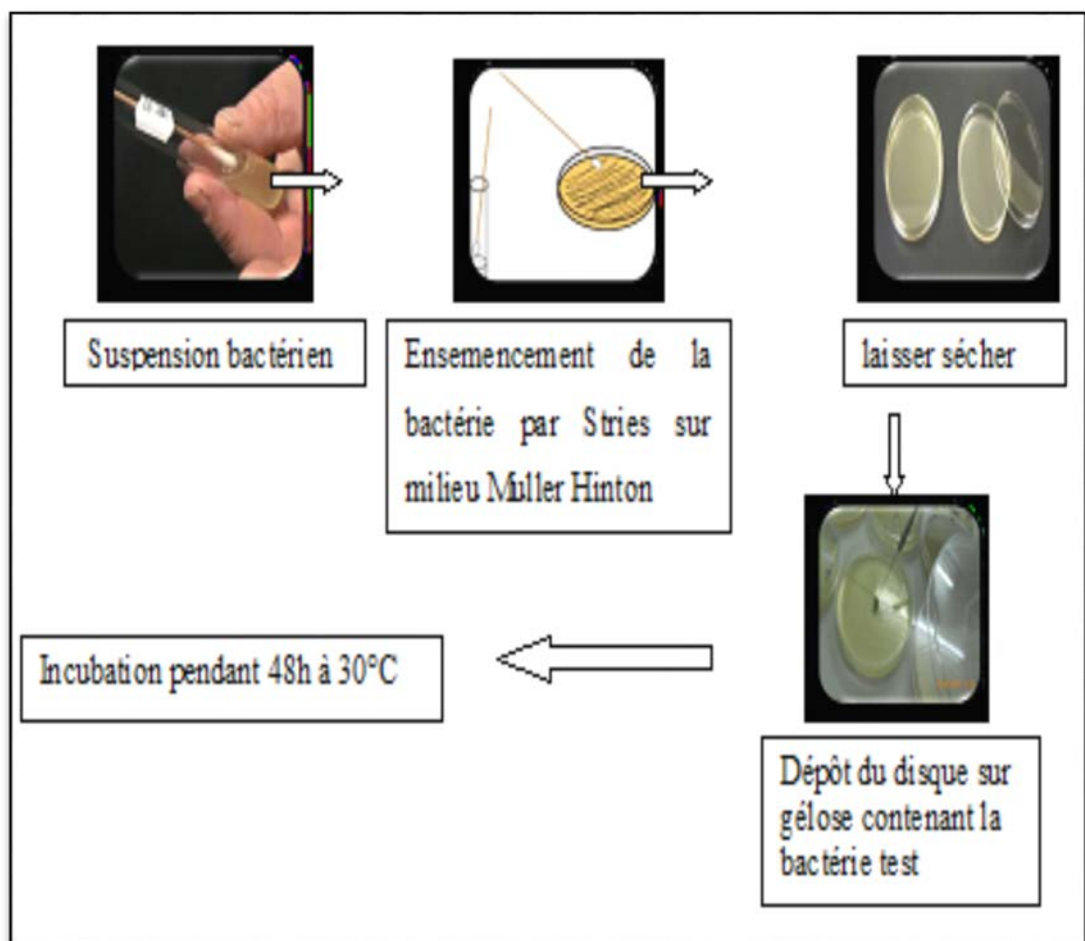 Suspension bactérien
Ensemencement de la
bactérie par Stries sur
milieu Muller Hinton
laisser sécher
Dépôt du disque sur
gélose contenant la
bactérie test
Incubation pendant 48h à 30°C